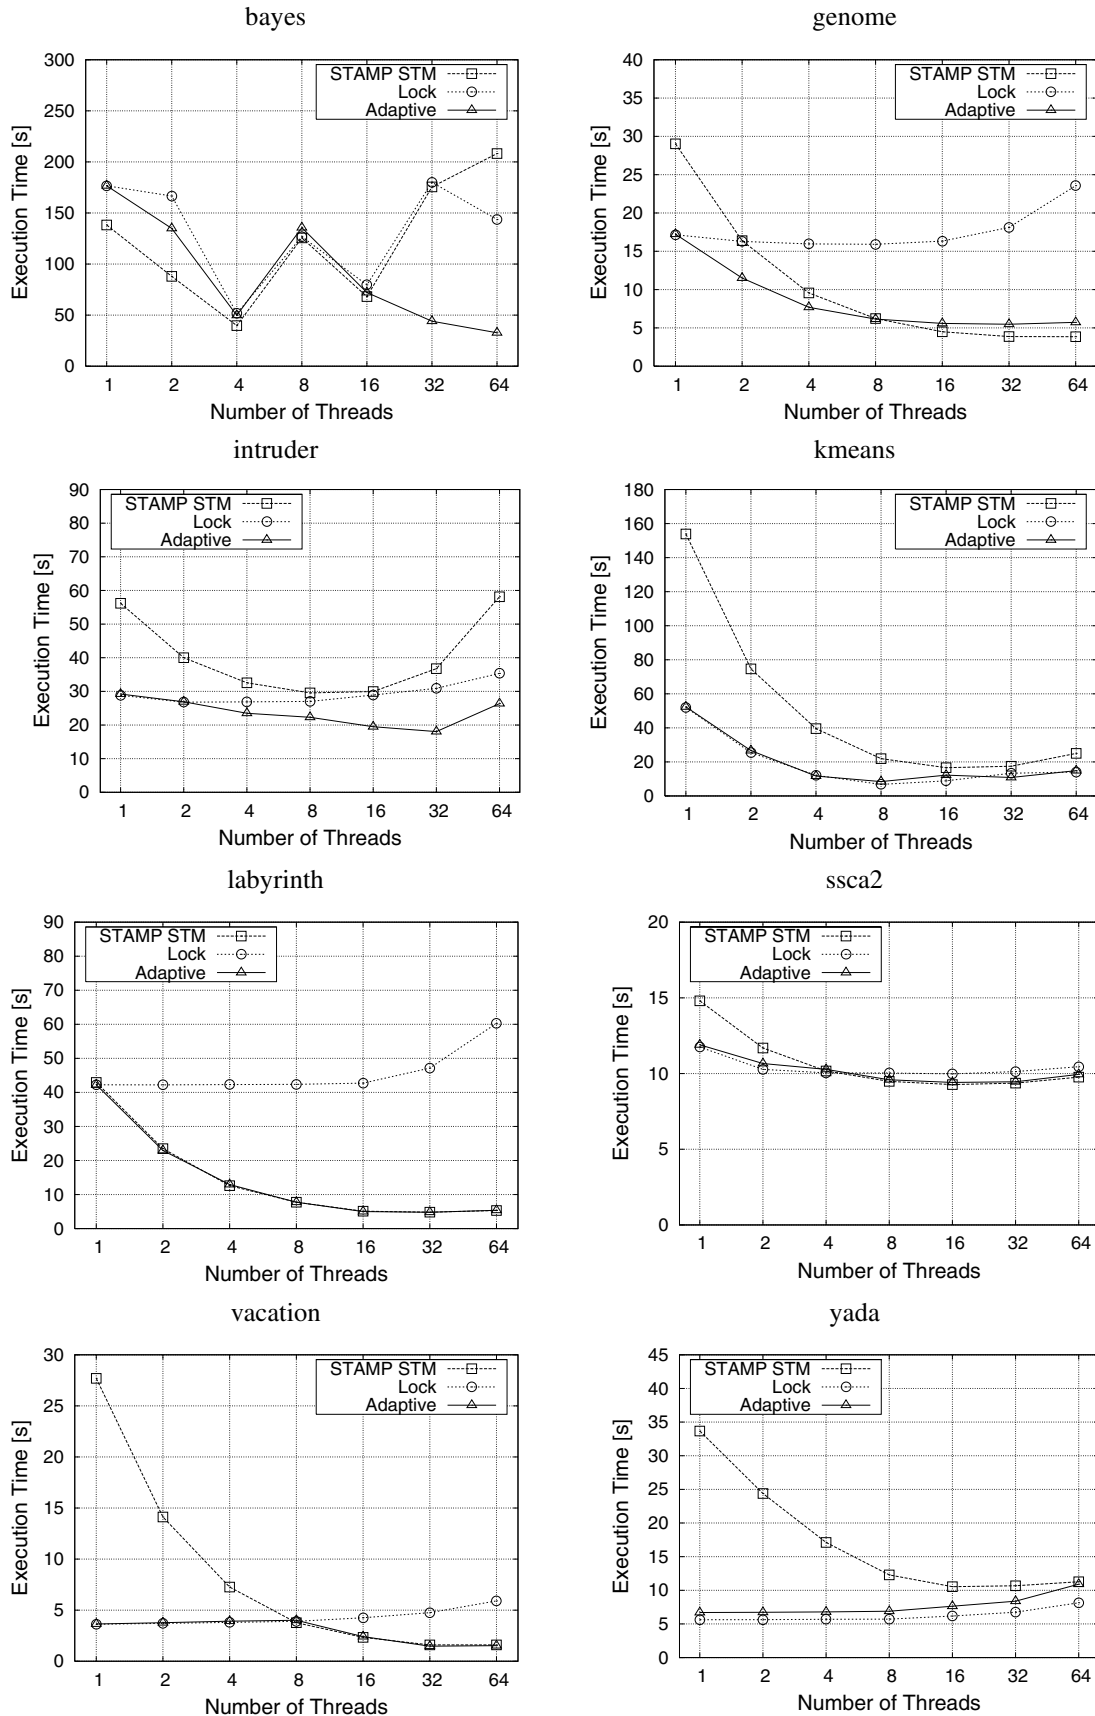 bayes
300
250
200
150
100
50
0
Execution Time [s]
STAMP STM
Lock
Adaptive
1 2 4 8 16 32 64
Number of Threads
genome
40
35
30
25
20
15
10
5
0
Execution Time [s]
STAMP STM
Lock
Adaptive
1 2 4 8 16 32 64
Number of Threads
intruder
90
80
70
60
50
40
30
20
10
0
Execution Time [s]
STAMP STM
Lock
Adaptive
1 2 4 8 16 32 64
Number of Threads
kmeans
180
160
140
120
100
80
60
40
20
0
Execution Time [s]
STAMP STM
Lock
Adaptive
1 2 4 8 16 32 64
Number of Threads
labyrinth
90
80
70
60
50
40
30
20
10
0
Execution Time [s]
STAMP STM
Lock
Adaptive
1 2 4 8 16 32 64
Number of Threads
ssca2
20
15
10
5
0
Execution Time [s]
STAMP STM
Lock
Adaptive
1 2 4 8 16 32 64
Number of Threads
vacation
30
25
20
15
10
5
0
Execution Time [s]
STAMP STM
Lock
Adaptive
1 2 4 8 16 32 64
Number of Threads
yada
45
40
35
30
25
20
15
10
5
0
Execution Time [s]
STAMP STM
Lock
Adaptive
1 2 4 8 16 32 64
Number of Threads